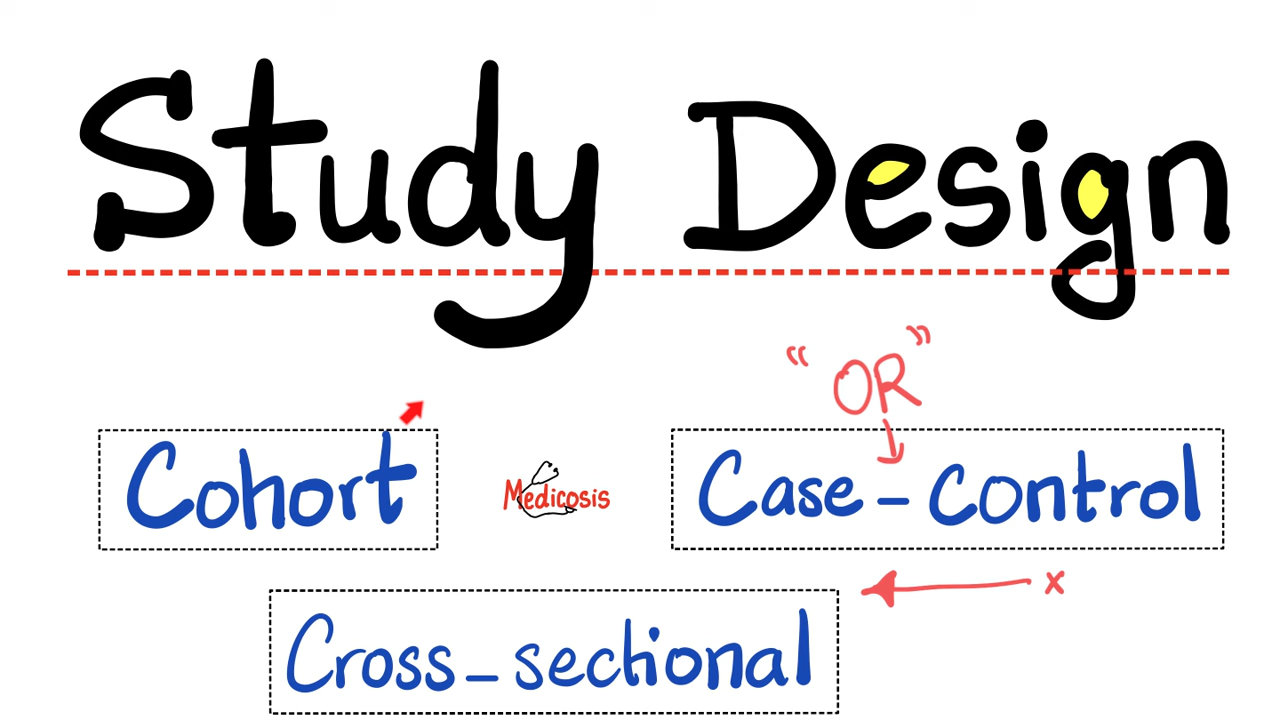 Study Design
"OR"
Cohort
Medicosis
Case-Control
x
Cross-sectional